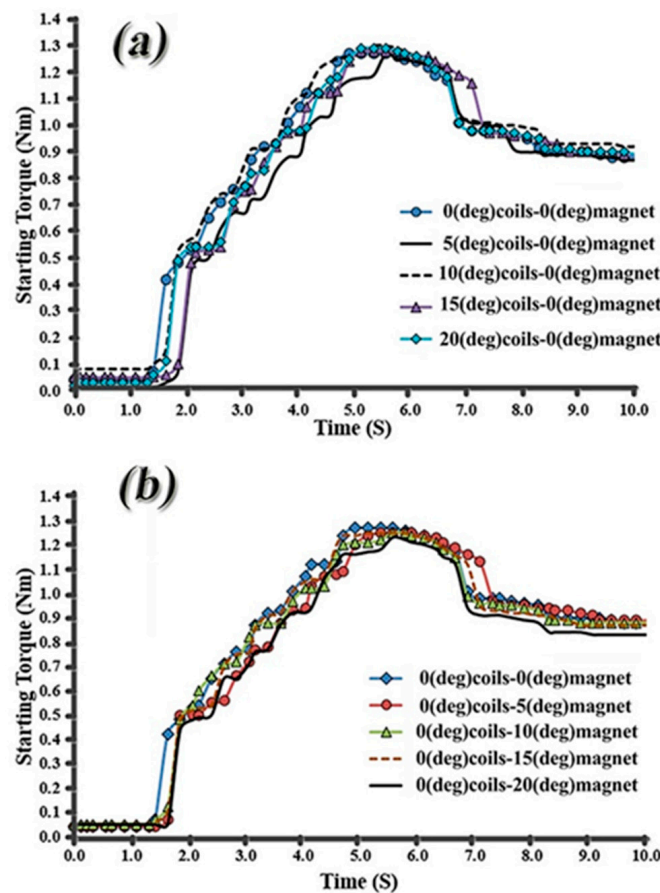 (a)
Starting Torque (Nm)
1.4
1.3
1.2
1.1
1.0
0.9
0.8
0.7
0.6
0.5
0.4
0.3
0.2
0.1
0.0
0(deg)coils-0(deg)magnet
5(deg)coils-0(deg)magnet
10(deg)coils-0(deg)magnet
15(deg)coils-0(deg)magnet
20(deg)coils-0(deg)magnet
0.0 1.0 2.0 3.0 4.0 5.0 6.0 7.0 8.0 9.0 10.0
Time (S)
(b)
Starting Torque (Nm)
1.4
1.3
1.2
1.1
1.0
0.9
0.8
0.7
0.6
0.5
0.4
0.3
0.2
0.1
0.0
0(deg)coils-0(deg)magnet
0(deg)coils-5(deg)magnet
0(deg)coils-10(deg)magnet
0(deg)coils-15(deg)magnet
0(deg)coils-20(deg)magnet
0.0 1.0 2.0 3.0 4.0 5.0 6.0 7.0 8.0 9.0 10.0
Time (S)